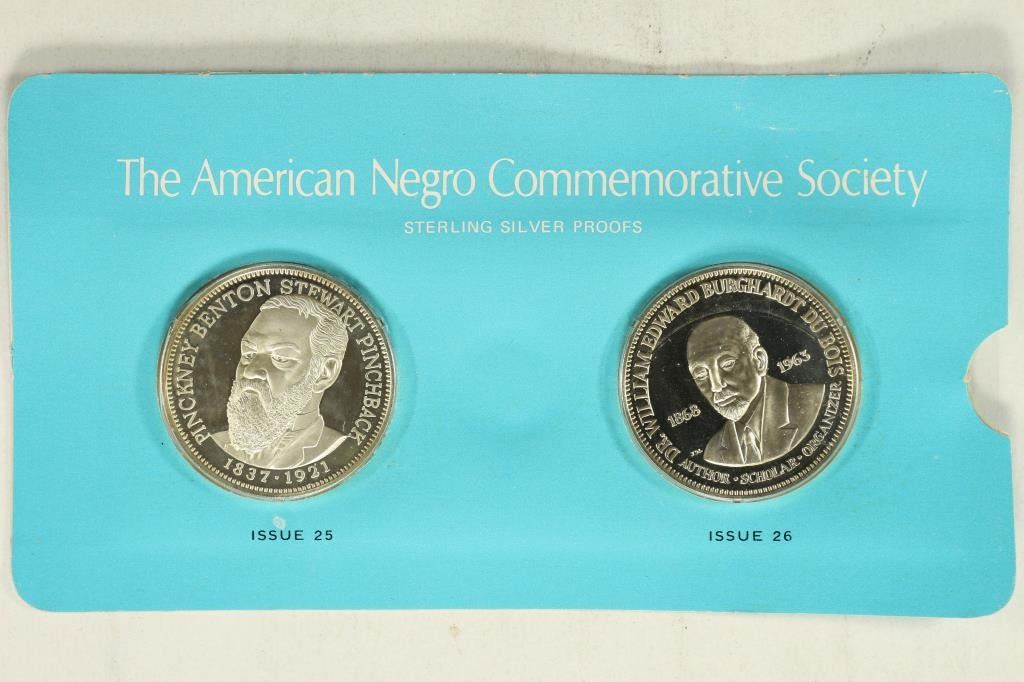 The American Negro Commemorative Society
STERLING SILVER PROOFS
PINCKNEY BENTON STEWART PINCHBACK
1837 · 1921
DR. WILLIAM EDWARD BURGHARDT DU BOIS
1868
1963
AUTHOR · SCHOLAR · ORGANIZER
ISSUE 25
ISSUE 26